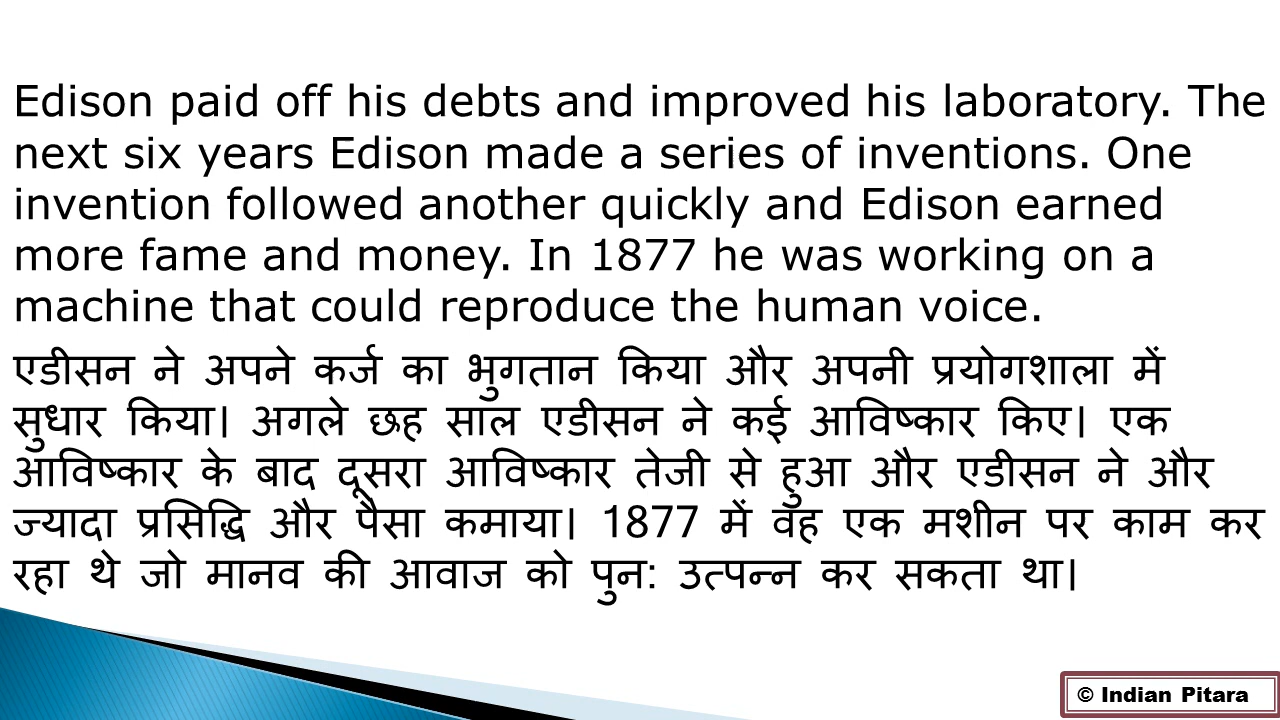 Edison paid off his debts and improved his laboratory. The
next six years Edison made a series of inventions. One
invention followed another quickly and Edison earned
more fame and money. In 1877 he was working on a
machine that could reproduce the human voice.
एडीसन ने अपने कर्ज का भुगतान किया और अपनी प्रयोगशाला में
सुधार किया। अगले छह साल एडीसन ने कई आविष्कार किए। एक
आविष्कार के बाद दूसरा आविष्कार तेजी से हुआ और एडीसन ने और
ज्यादा प्रसिद्धि और पैसा कमाया। 1877 में वह एक मशीन पर काम कर
रहा थे जो मानव की आवाज को पुन: उत्पन्न कर सकता था।
© Indian Pitara